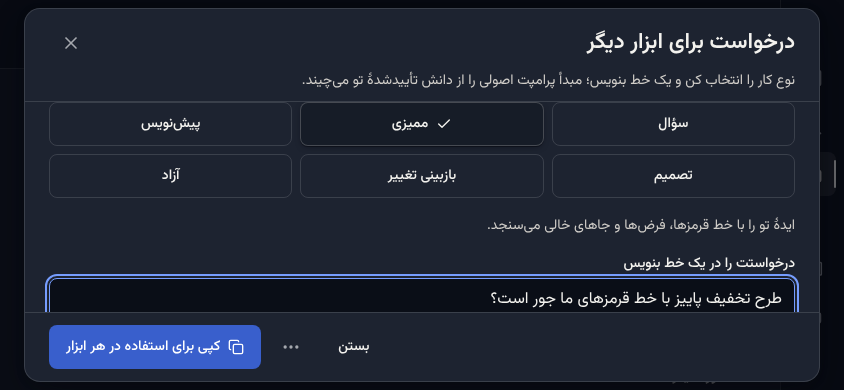 درخواست برای ابزار دیگر
نوع کار را انتخاب کن و یک خط بنویس؛ مبدأ پرامپت اصولی را از دانش تأییدشدهٔ تو می‌چیند.
سؤال
ممیزی
پیش‌نویس
تصمیم
بازبینی تغییر
آزاد
ایدهٔ تو را با خط قرمزها، فرض‌ها و جاهای خالی می‌سنجد.
درخواستت را در یک خط بنویس
طرح تخفیف پاییز با خط قرمزهای ما جور است؟
بستن
کپی برای استفاده در هر ابزار